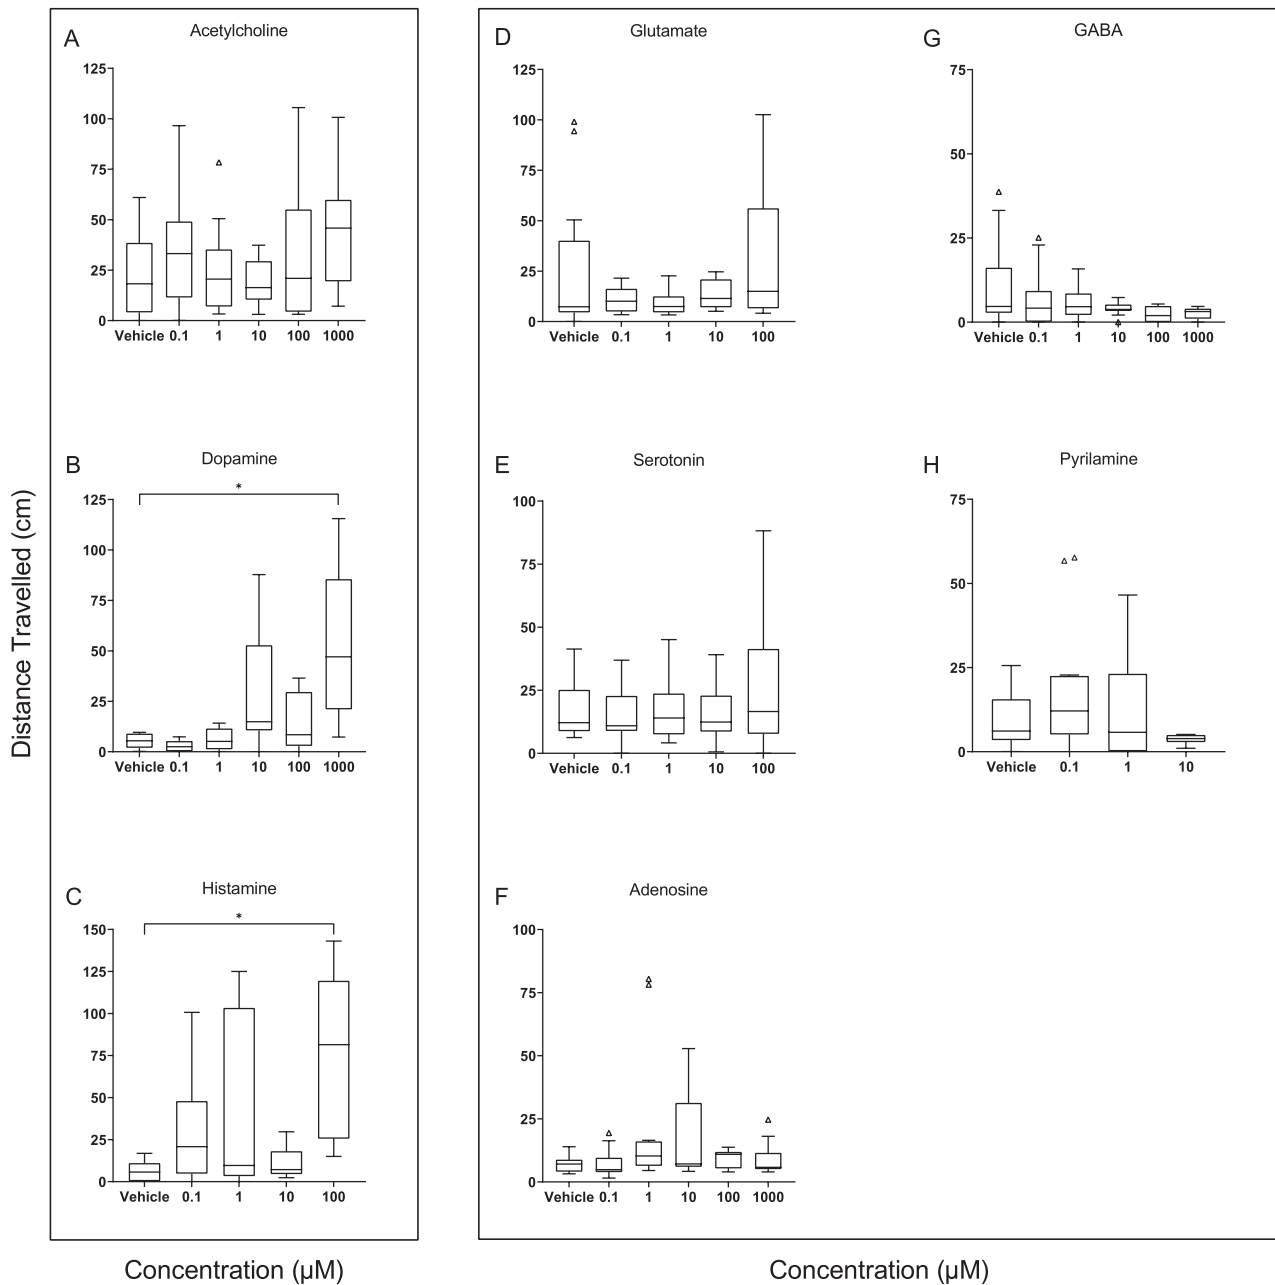 Distance Travelled (cm)
A
Acetylcholine
125
100
75
50
25
0
Vehicle 0.1 1 10 100 1000
B
Dopamine
*
125
100
75
50
25
0
Vehicle 0.1 1 10 100 1000
C
Histamine
*
150
125
100
75
50
25
0
Vehicle 0.1 1 10 100
Concentration (µM)
D
Glutamate
125
100
75
50
25
0
Vehicle 0.1 1 10 100
E
Serotonin
100
75
50
25
0
Vehicle 0.1 1 10 100
F
Adenosine
100
75
50
25
0
Vehicle 0.1 1 10 100 1000
G
GABA
75
50
25
0
Vehicle 0.1 1 10 100 1000
H
Pyrilamine
75
50
25
0
Vehicle 0.1 1 10
Concentration (µM)